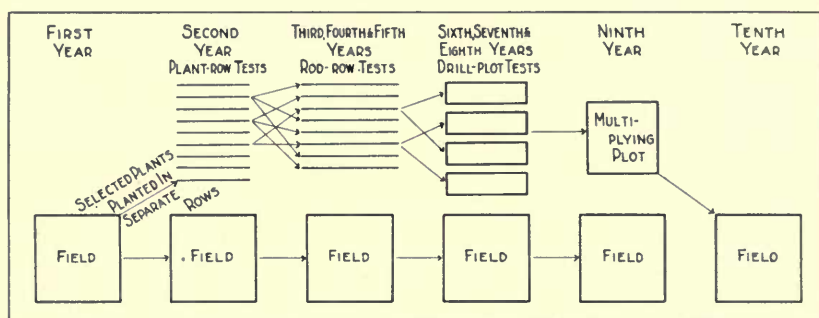 FIRST
YEAR
SECOND
YEAR
PLANT-ROW TESTS
THIRD, FOURTH & FIFTH
YEARS
ROD-ROW TESTS
SIXTH, SEVENTH &
EIGHTH YEARS
DRILL-PLOT TESTS
NINTH
YEAR
TENTH
YEAR
SELECTED PLANTS
PLANTED IN
SEPARATE ROWS
MULTI-
PLYING
PLOT
FIELD
FIELD
FIELD
FIELD
FIELD
FIELD